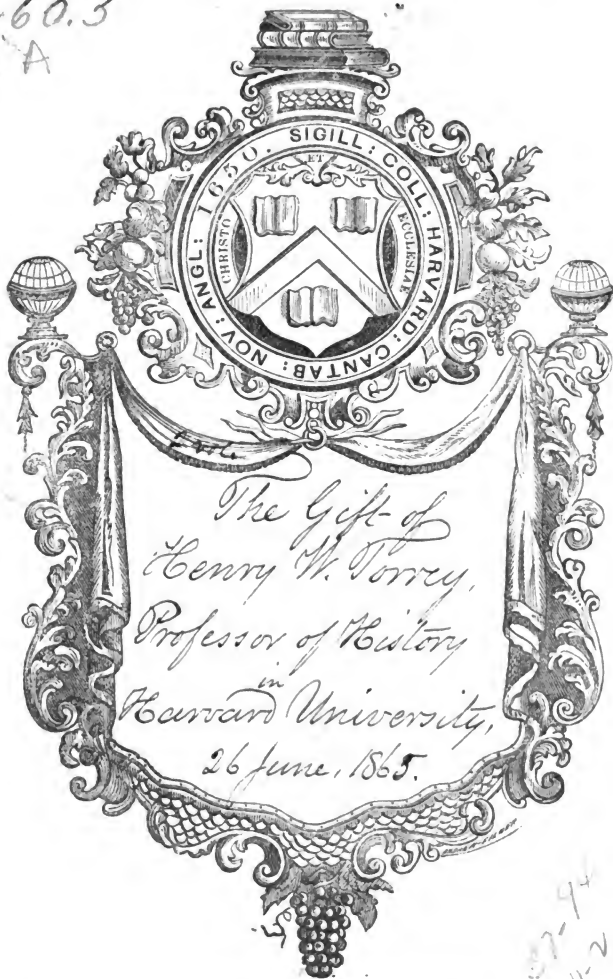 60.5
A
SIGILL: COLL: HARVARD: CANTAB: NOV: ANGL: 1650.
CHRISTO
ET
ECCLESIAE
The Gift of
Henry W. Torrey,
Professor of History
in
Harvard University,
26 June, 1865.